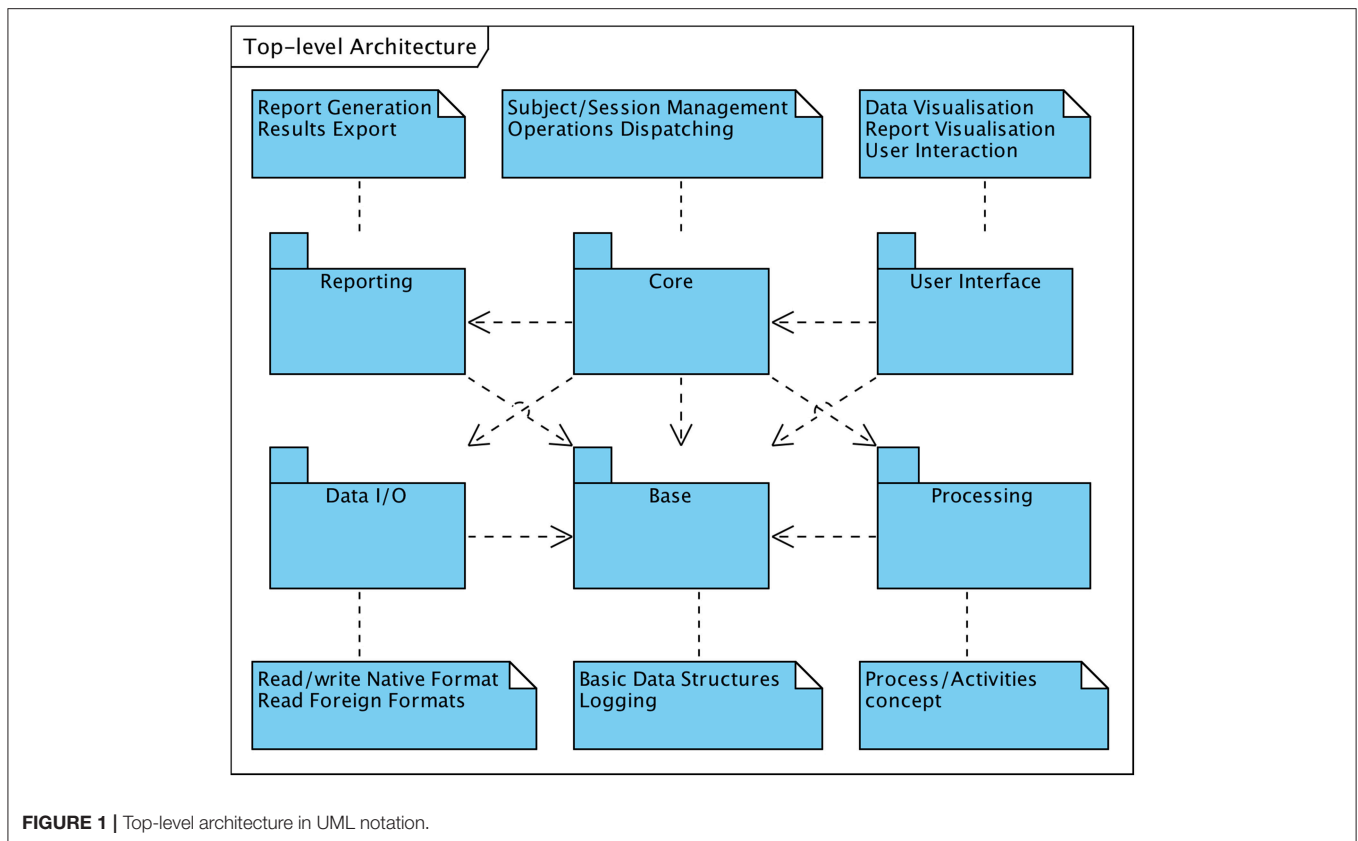 Top-level Architecture
Report Generation
Results Export
Subject/Session Management
Operations Dispatching
Data Visualisation
Report Visualisation
User Interaction
Reporting
Core
User Interface
Data I/O
Base
Processing
Read/write Native Format
Read Foreign Formats
Basic Data Structures
Logging
Process/Activities
concept
FIGURE 1 | Top-level architecture in UML notation.